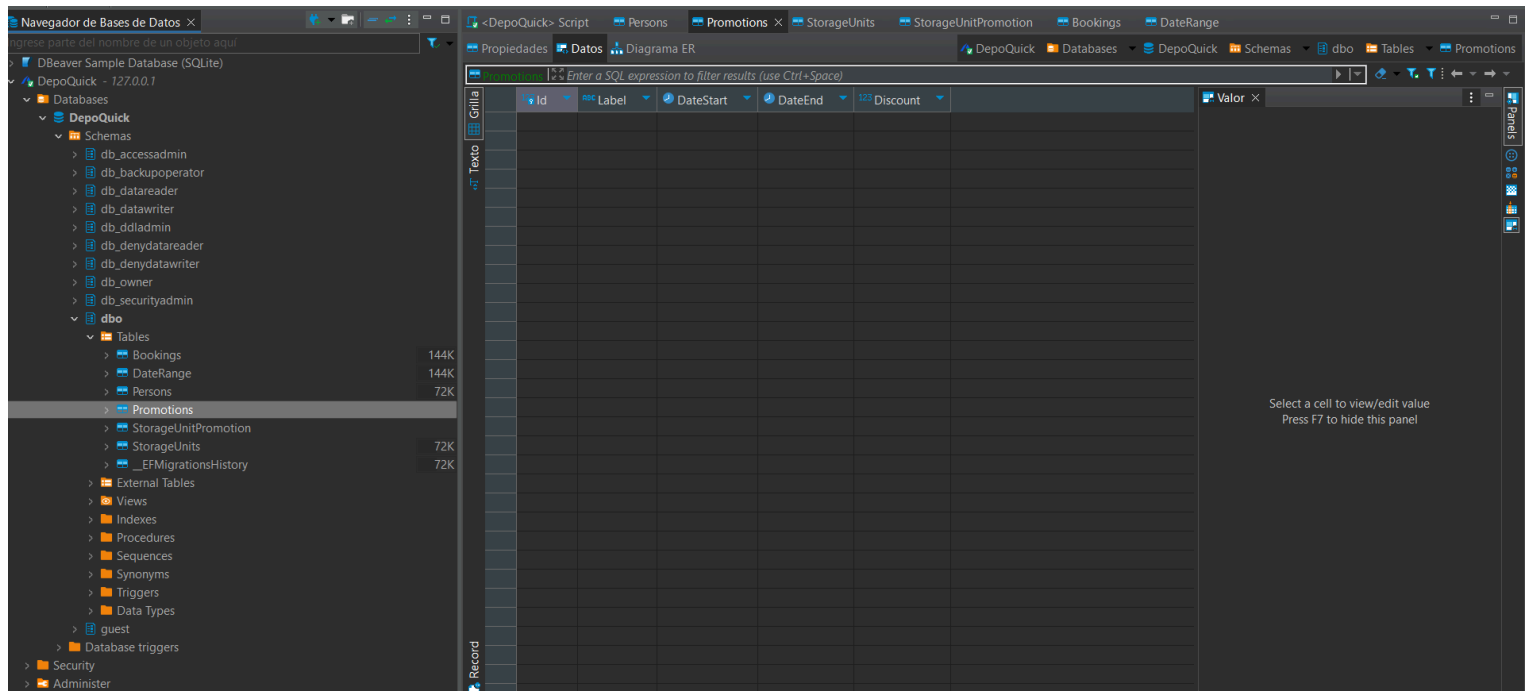 Navegador de Bases de Datos
Ingrese parte del nombre de un objeto aquí
DBeaver Sample Database (SQLite)
DepoQuick - 127.0.0.1
Databases
DepoQuick
Schemas
db_accessadmin
db_backupoperator
db_datareader
db_datawriter
db_ddladmin
db_denydatareader
db_denydatawriter
db_owner
db_securityadmin
dbo
Tables
Bookings 144K
DateRange 144K
Persons 72K
Promotions
StorageUnitPromotion
StorageUnits 72K
__EFMigrationsHistory 72K
External Tables
Views
Indexes
Procedures
Sequences
Synonyms
Triggers
Data Types
guest
Database triggers
Security
Administer
<DepoQuick> Script Persons Promotions StorageUnits StorageUnitPromotion Bookings DateRange
Propiedades Datos Diagrama ER DepoQuick Databases DepoQuick Schemas dbo Tables Promotions
Promotions Enter a SQL expression to filter results (use Ctrl+Space)
Grilla
Texto
Record
Id ABC Label DateStart DateEnd 123 Discount
Valor
Select a cell to view/edit value
Press F7 to hide this panel
Panels